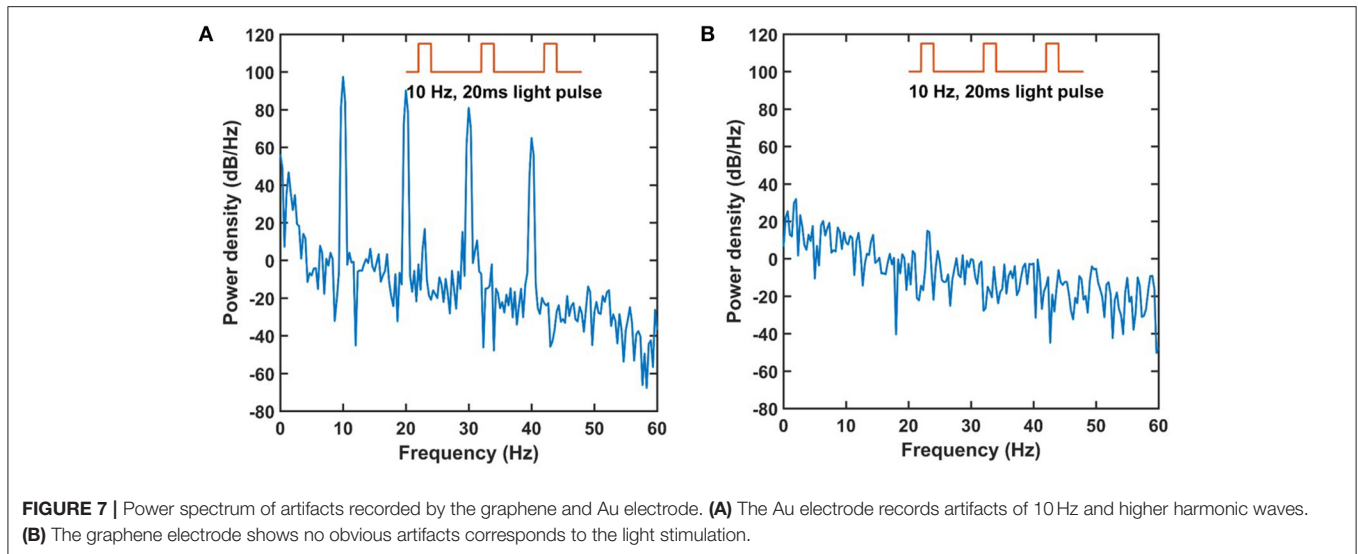 A
120
100
80
60
40
20
0
-20
-40
-60
-80
Power density (dB/Hz)
10 Hz, 20ms light pulse
0 10 20 30 40 50 60
Frequency (Hz)
B
120
100
80
60
40
20
0
-20
-40
-60
-80
Power density (dB/Hz)
10 Hz, 20ms light pulse
0 10 20 30 40 50 60
Frequency (Hz)
FIGURE 7 | Power spectrum of artifacts recorded by the graphene and Au electrode. (A) The Au electrode records artifacts of 10 Hz and higher harmonic waves.
(B) The graphene electrode shows no obvious artifacts corresponds to the light stimulation.